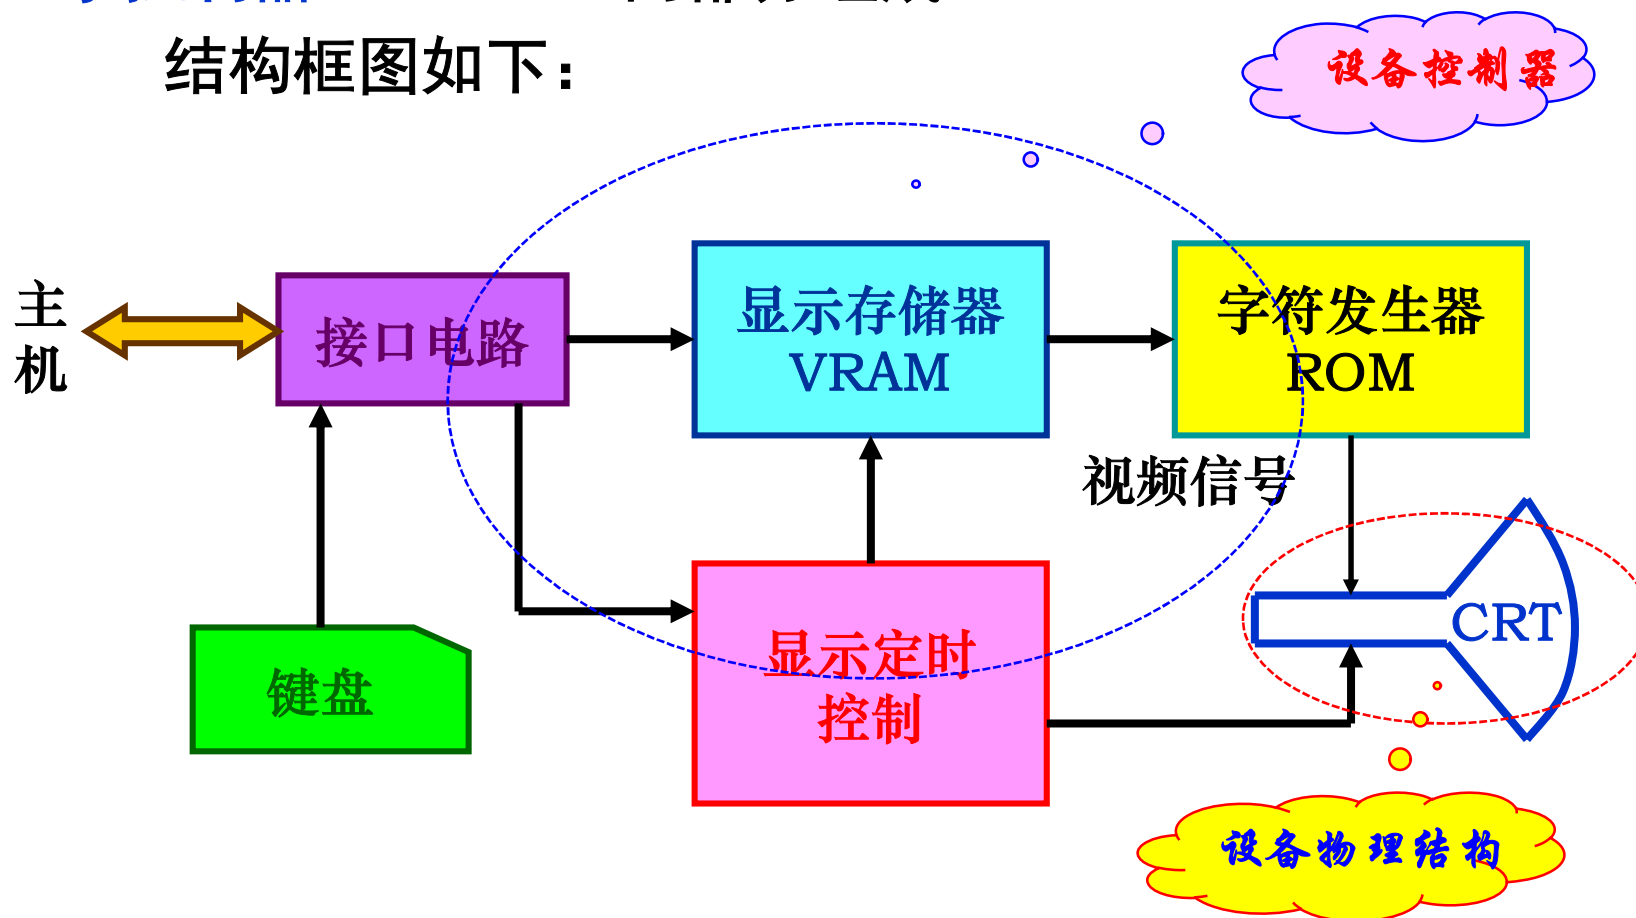 结构框图如下：
设备控制器
主
机
接口电路
显示存储器
VRAM
字符发生器
ROM
视频信号
CRT
键盘
显示定时
控制
设备物理结构